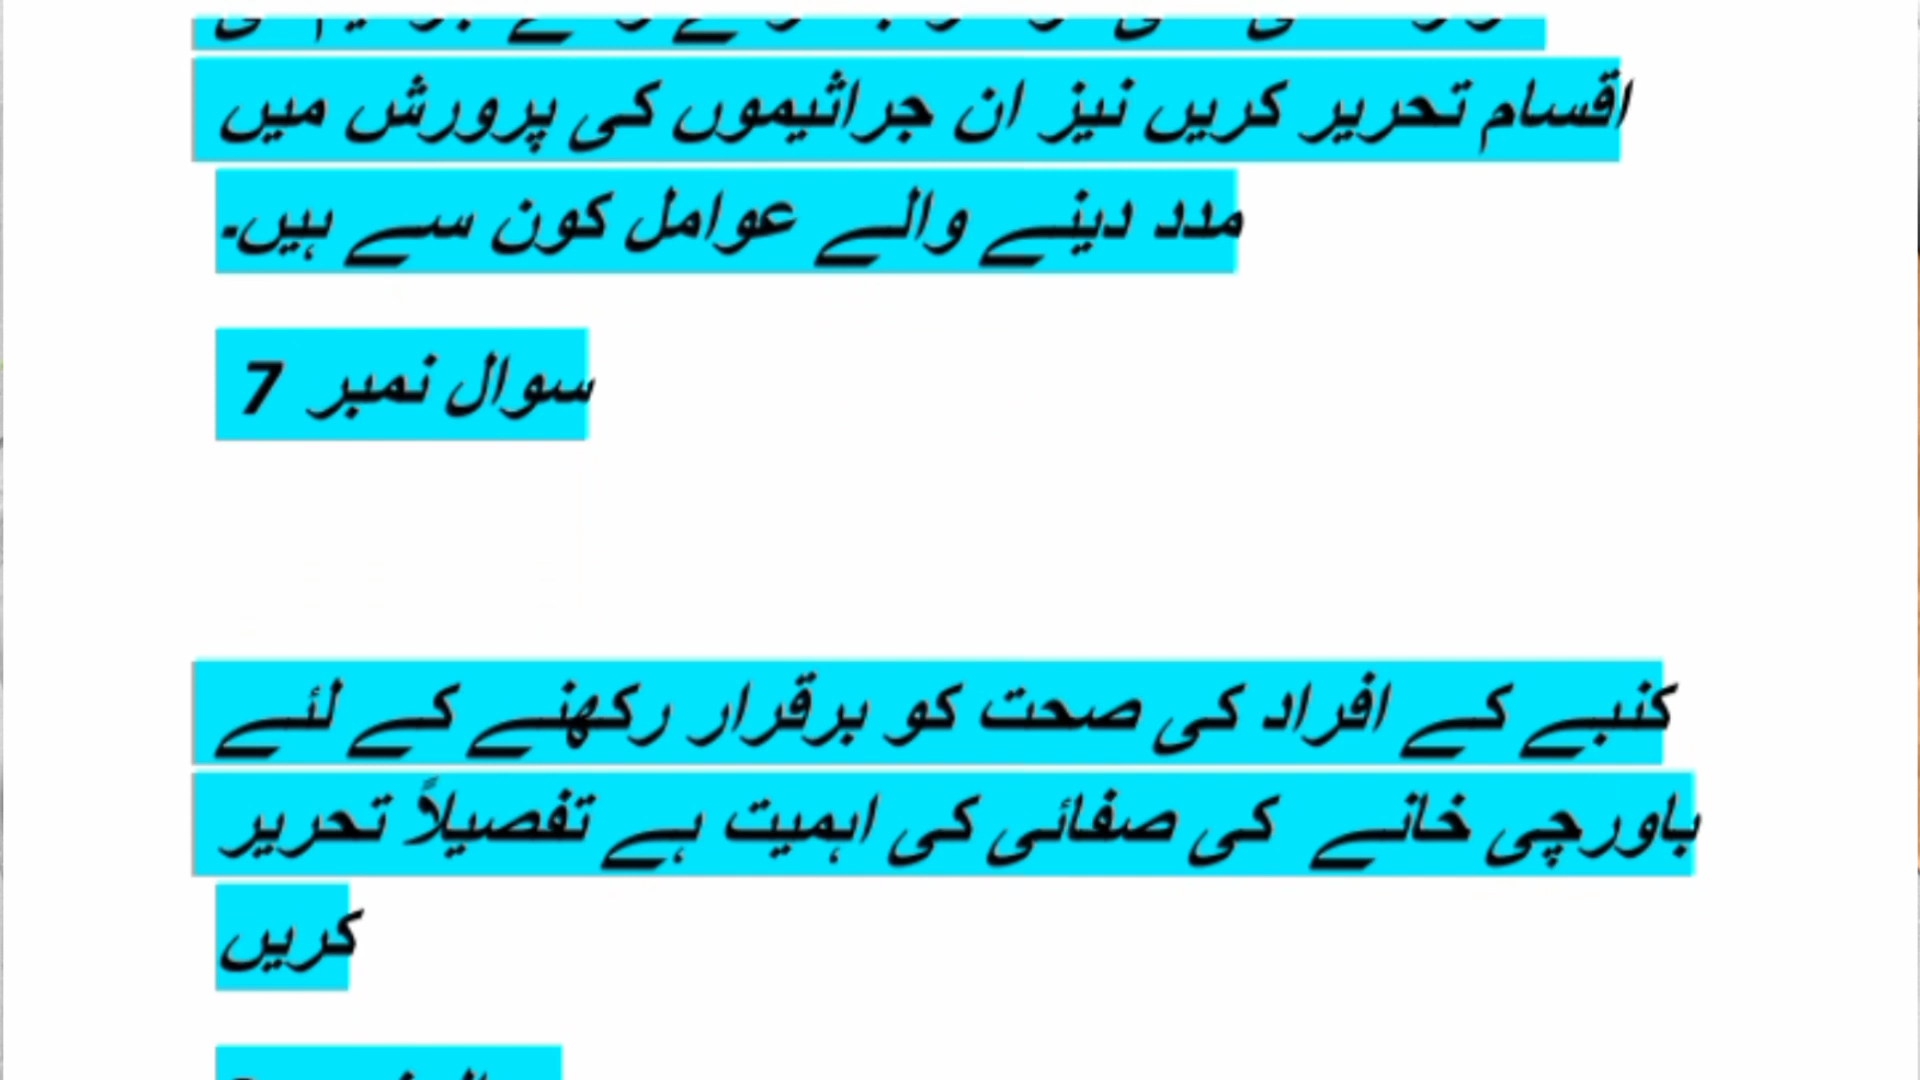 اقسام تحریر کریں نیز ان جراثیموں کی پرورش میں
مدد دینے والے عوامل کون سے ہیں۔
سوال نمبر 7
کنبے کے افراد کی صحت کو برقرار رکھنے کے لئے
باورچی خانے کی صفائی کی اہمیت ہے تفصیلاً تحریر
کریں